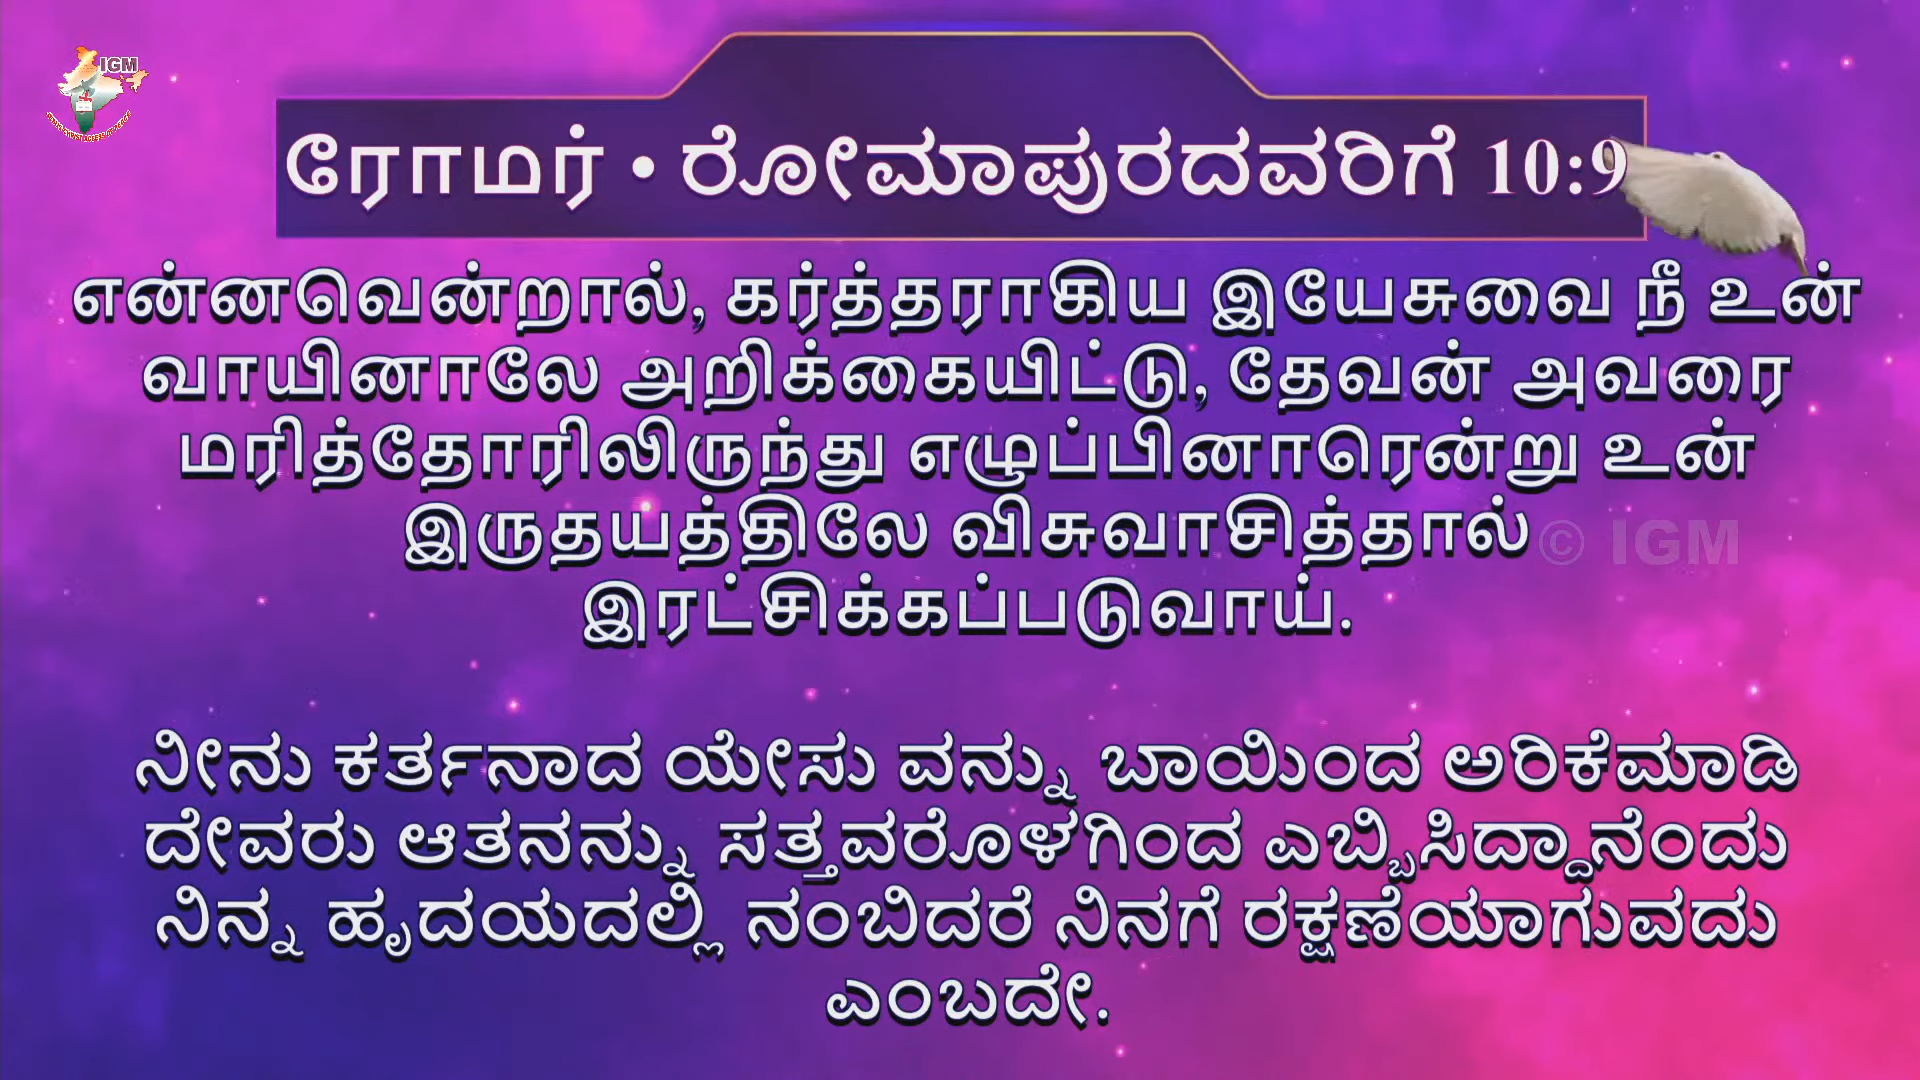 IGM
ரோமர் • ರೋಮಾಪುರದವರಿಗೆ 10:9
என்னவென்றால், கர்த்தராகிய இயேசுவை நீ உன்
வாயினாலே அறிக்கையிட்டு, தேவன் அவரை
மரித்தோரிலிருந்து எழுப்பினாரென்று உன்
இருதயத்திலே விசுவாசித்தால்
© IGM
இரட்சிக்கப்படுவாய்.
ನೀನು ಕರ್ತನಾದ ಯೇಸು ವನ್ನು ಬಾಯಿಂದ ಅರಿಕೆಮಾಡಿ
ದೇವರು ಆತನನ್ನು ಸತ್ತವರೊಳಗಿಂದ ಎಬ್ಬಿಸಿದ್ದಾನೆಂದು
ನಿನ್ನ ಹೃದಯದಲ್ಲಿ ನಂಬಿದರೆ ನಿನಗೆ ರಕ್ಷಣೆಯಾಗುವದು
ಎಂಬದೇ.